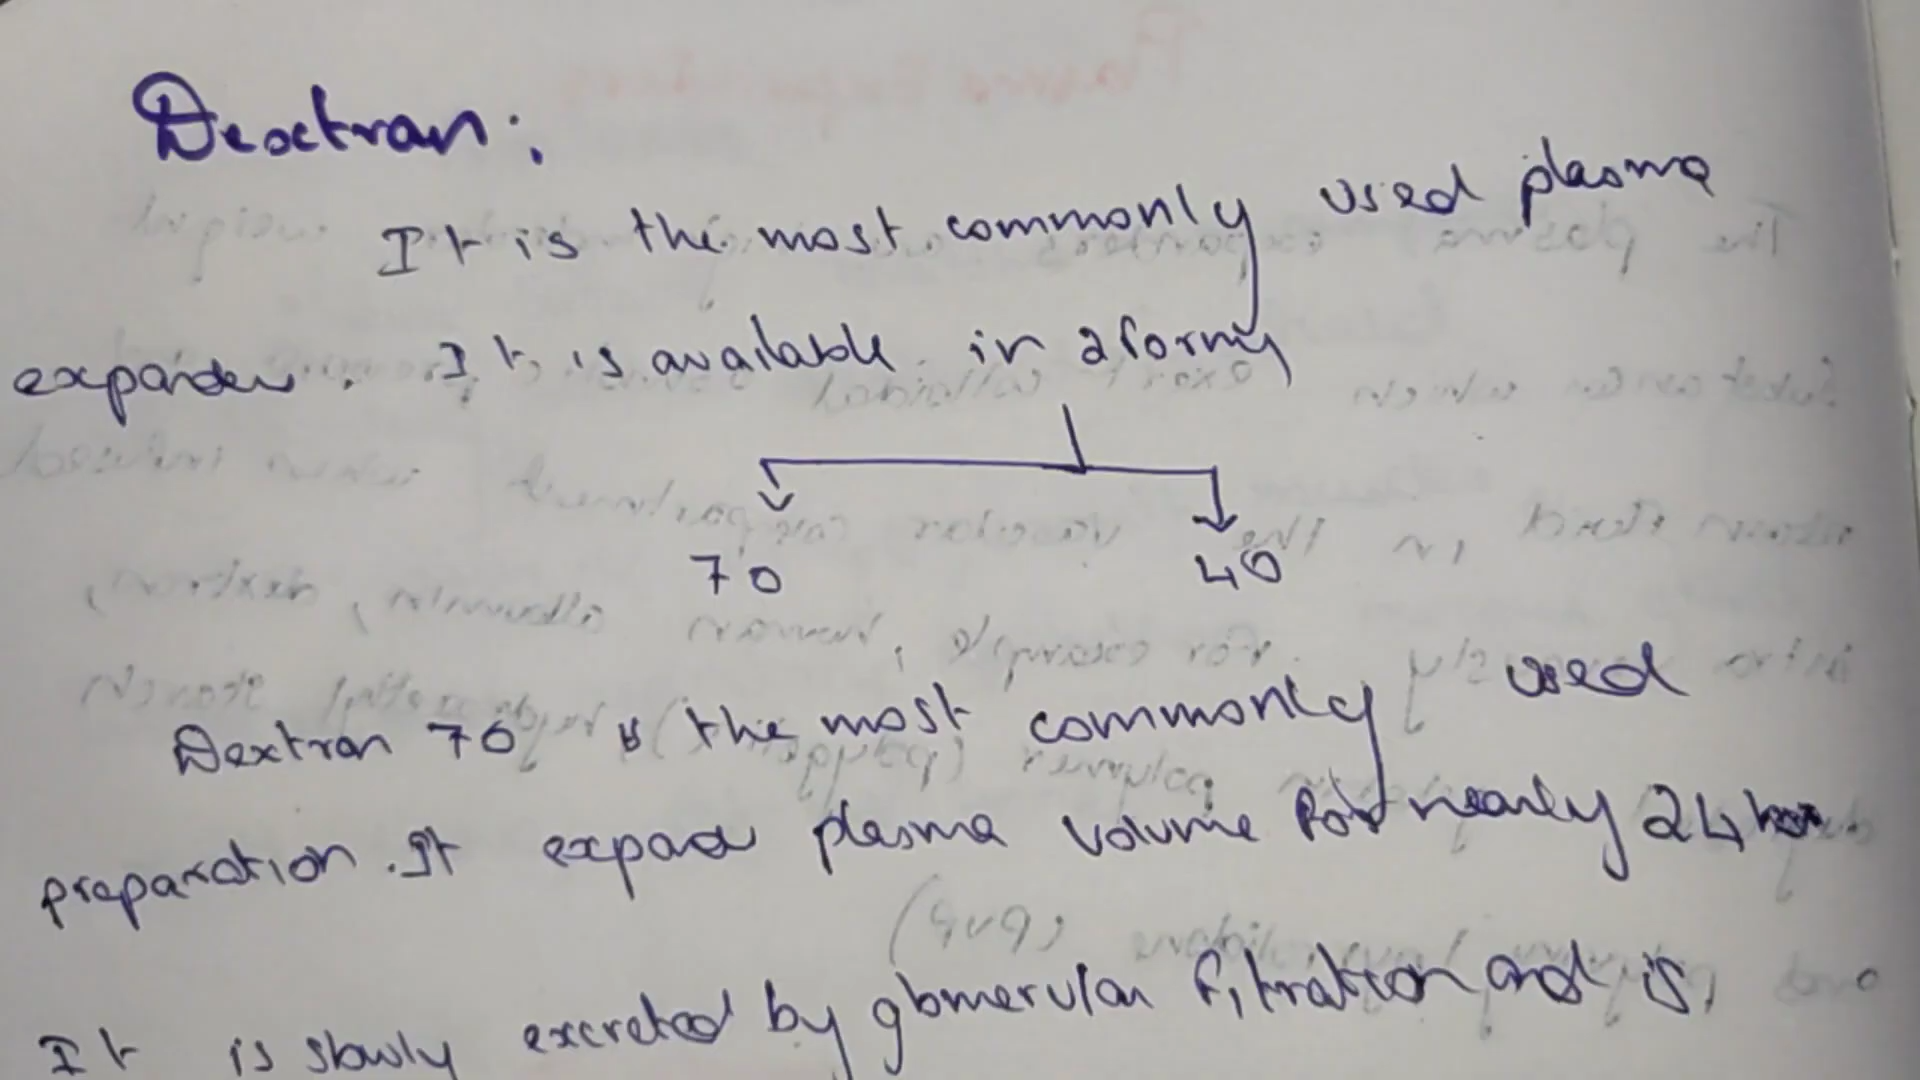 Dextran:
It is the most commonly used plasma
expander. It is available in 2 forms
70 40
Dextran 70 is the most commonly used
preparation. It expand plasma volume for nearly 24
It is slowly excreted by glomerular filtration and is